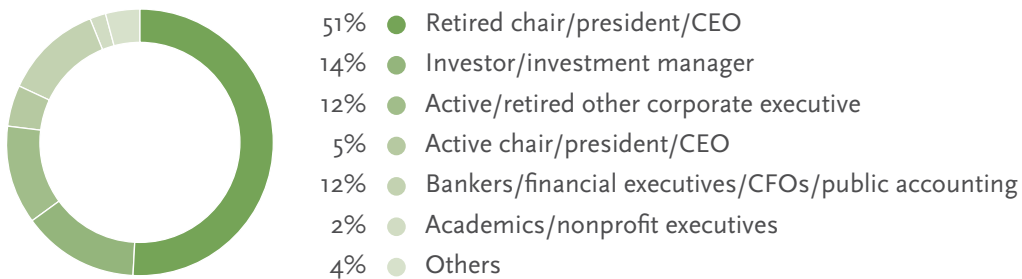 51% Retired chair/president/CEO
14% Investor/investment manager
12% Active/retired other corporate executive
5% Active chair/president/CEO
12% Bankers/financial executives/CFOs/public accounting
2% Academics/nonprofit executives
4% Others